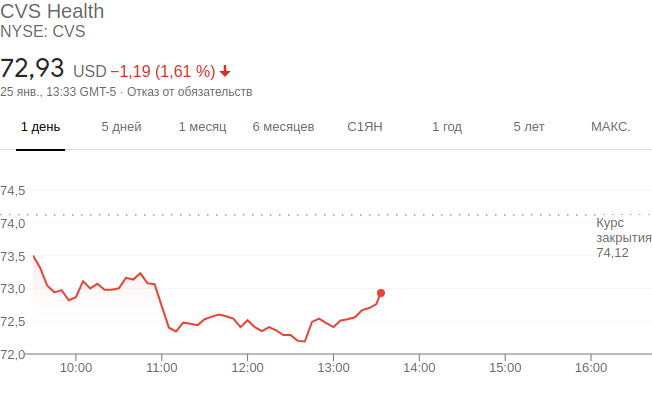 CVS Health
NYSE: CVS
72,93 USD −1,19 (1,61 %)
25 янв., 13:33 GMT-5 · Отказ от обязательств
1 день 5 дней 1 месяц 6 месяцев С1ЯН 1 год 5 лет МАКС.
74,5
74,0
73,5
73,0
72,5
72,0
Курс
закрытия
74,12
10:00 11:00 12:00 13:00 14:00 15:00 16:00